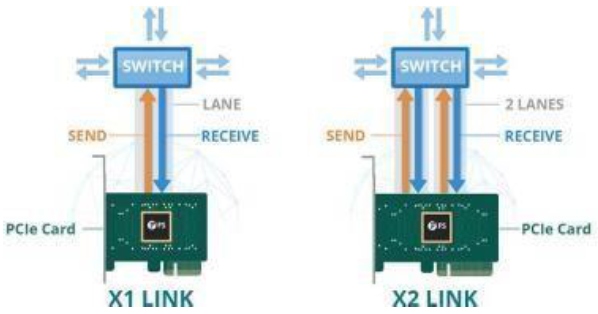 SWITCH
LANE
SEND
RECEIVE
PCIe Card
FS
X1 LINK
SWITCH
2 LANES
SEND
RECEIVE
PCIe Card
FS
X2 LINK